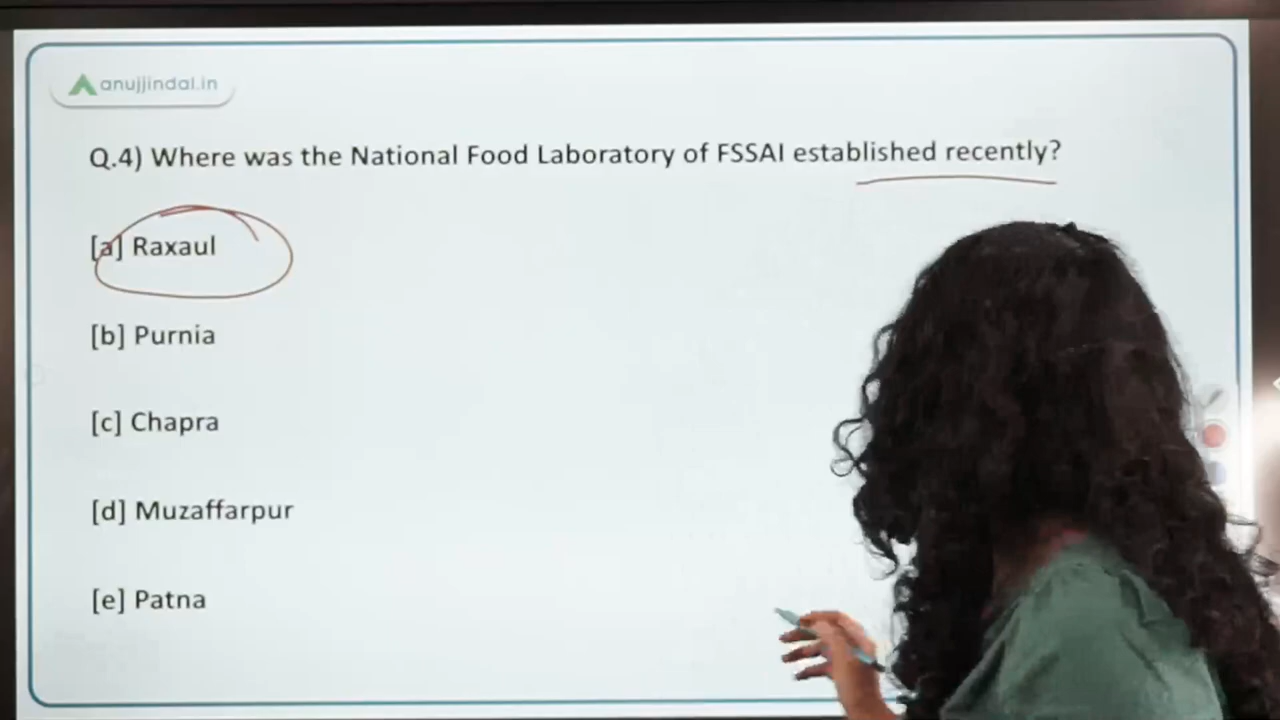 anujjindal.in
Q.4) Where was the National Food Laboratory of FSSAI established recently?
[a] Raxaul
[b] Purnia
[c] Chapra
[d] Muzaffarpur
[e] Patna